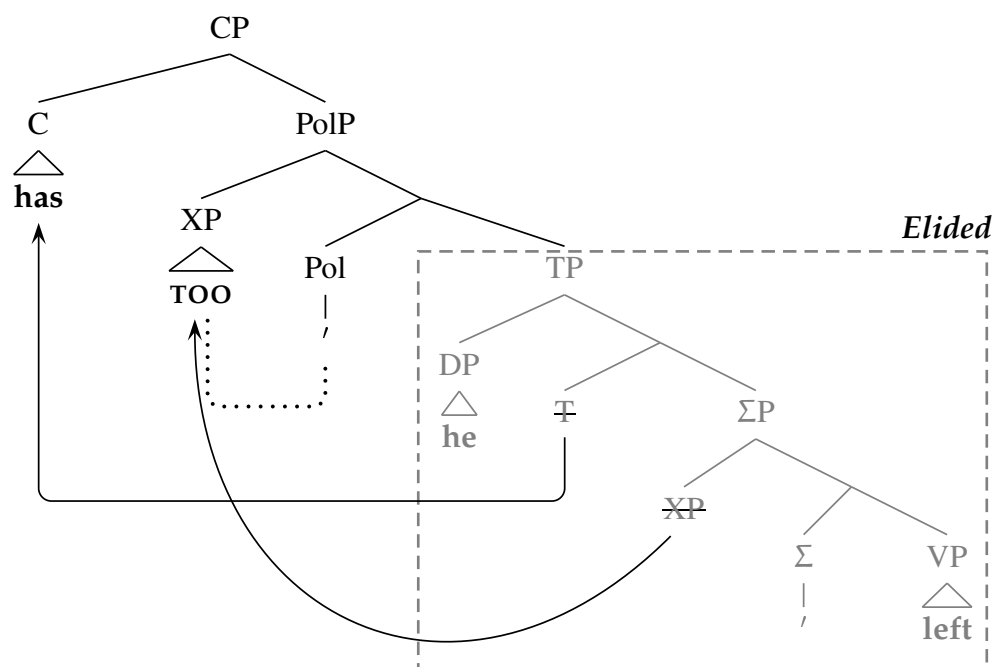 CP
C PolP
has
XP
Elided
Pol TP
TOO
ʼ
DP
T ΣP
he
XP
Σ VP
ʼ left